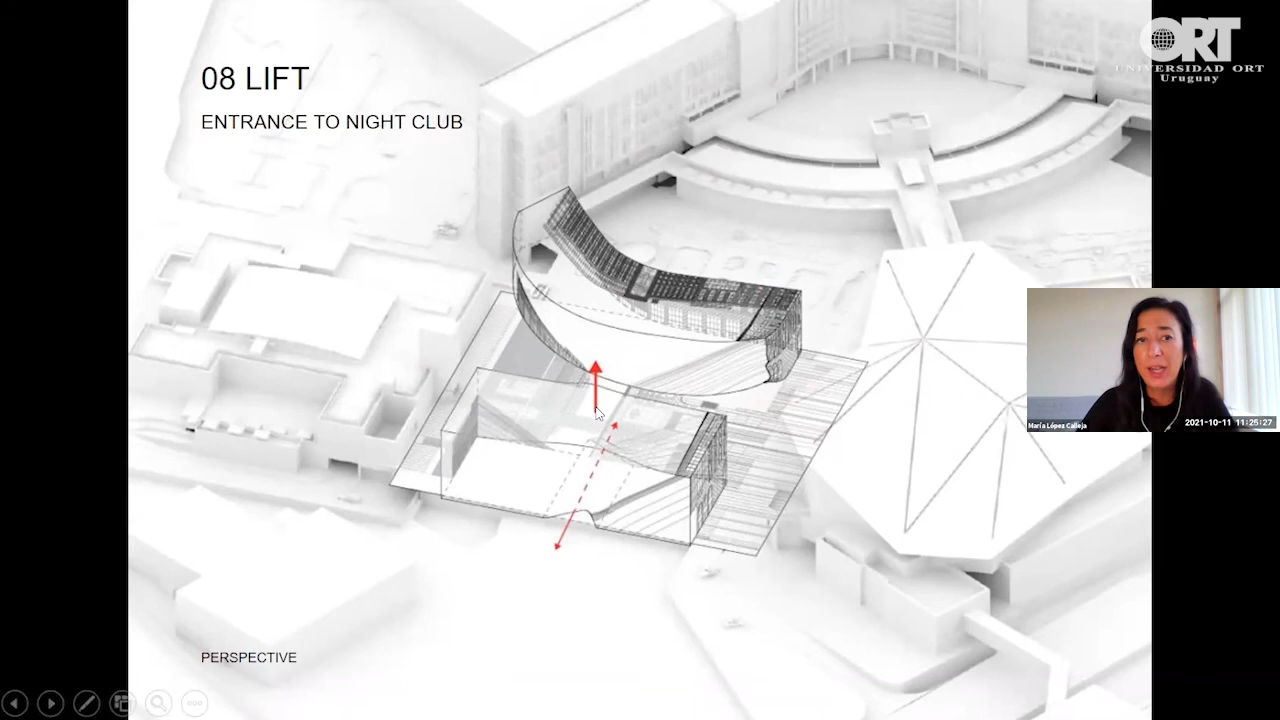 08 LIFT
ENTRANCE TO NIGHT CLUB
ORT
UNIVERSIDAD ORT
Uruguay
María López Calleja
2021-10-11 11:25:27
PERSPECTIVE